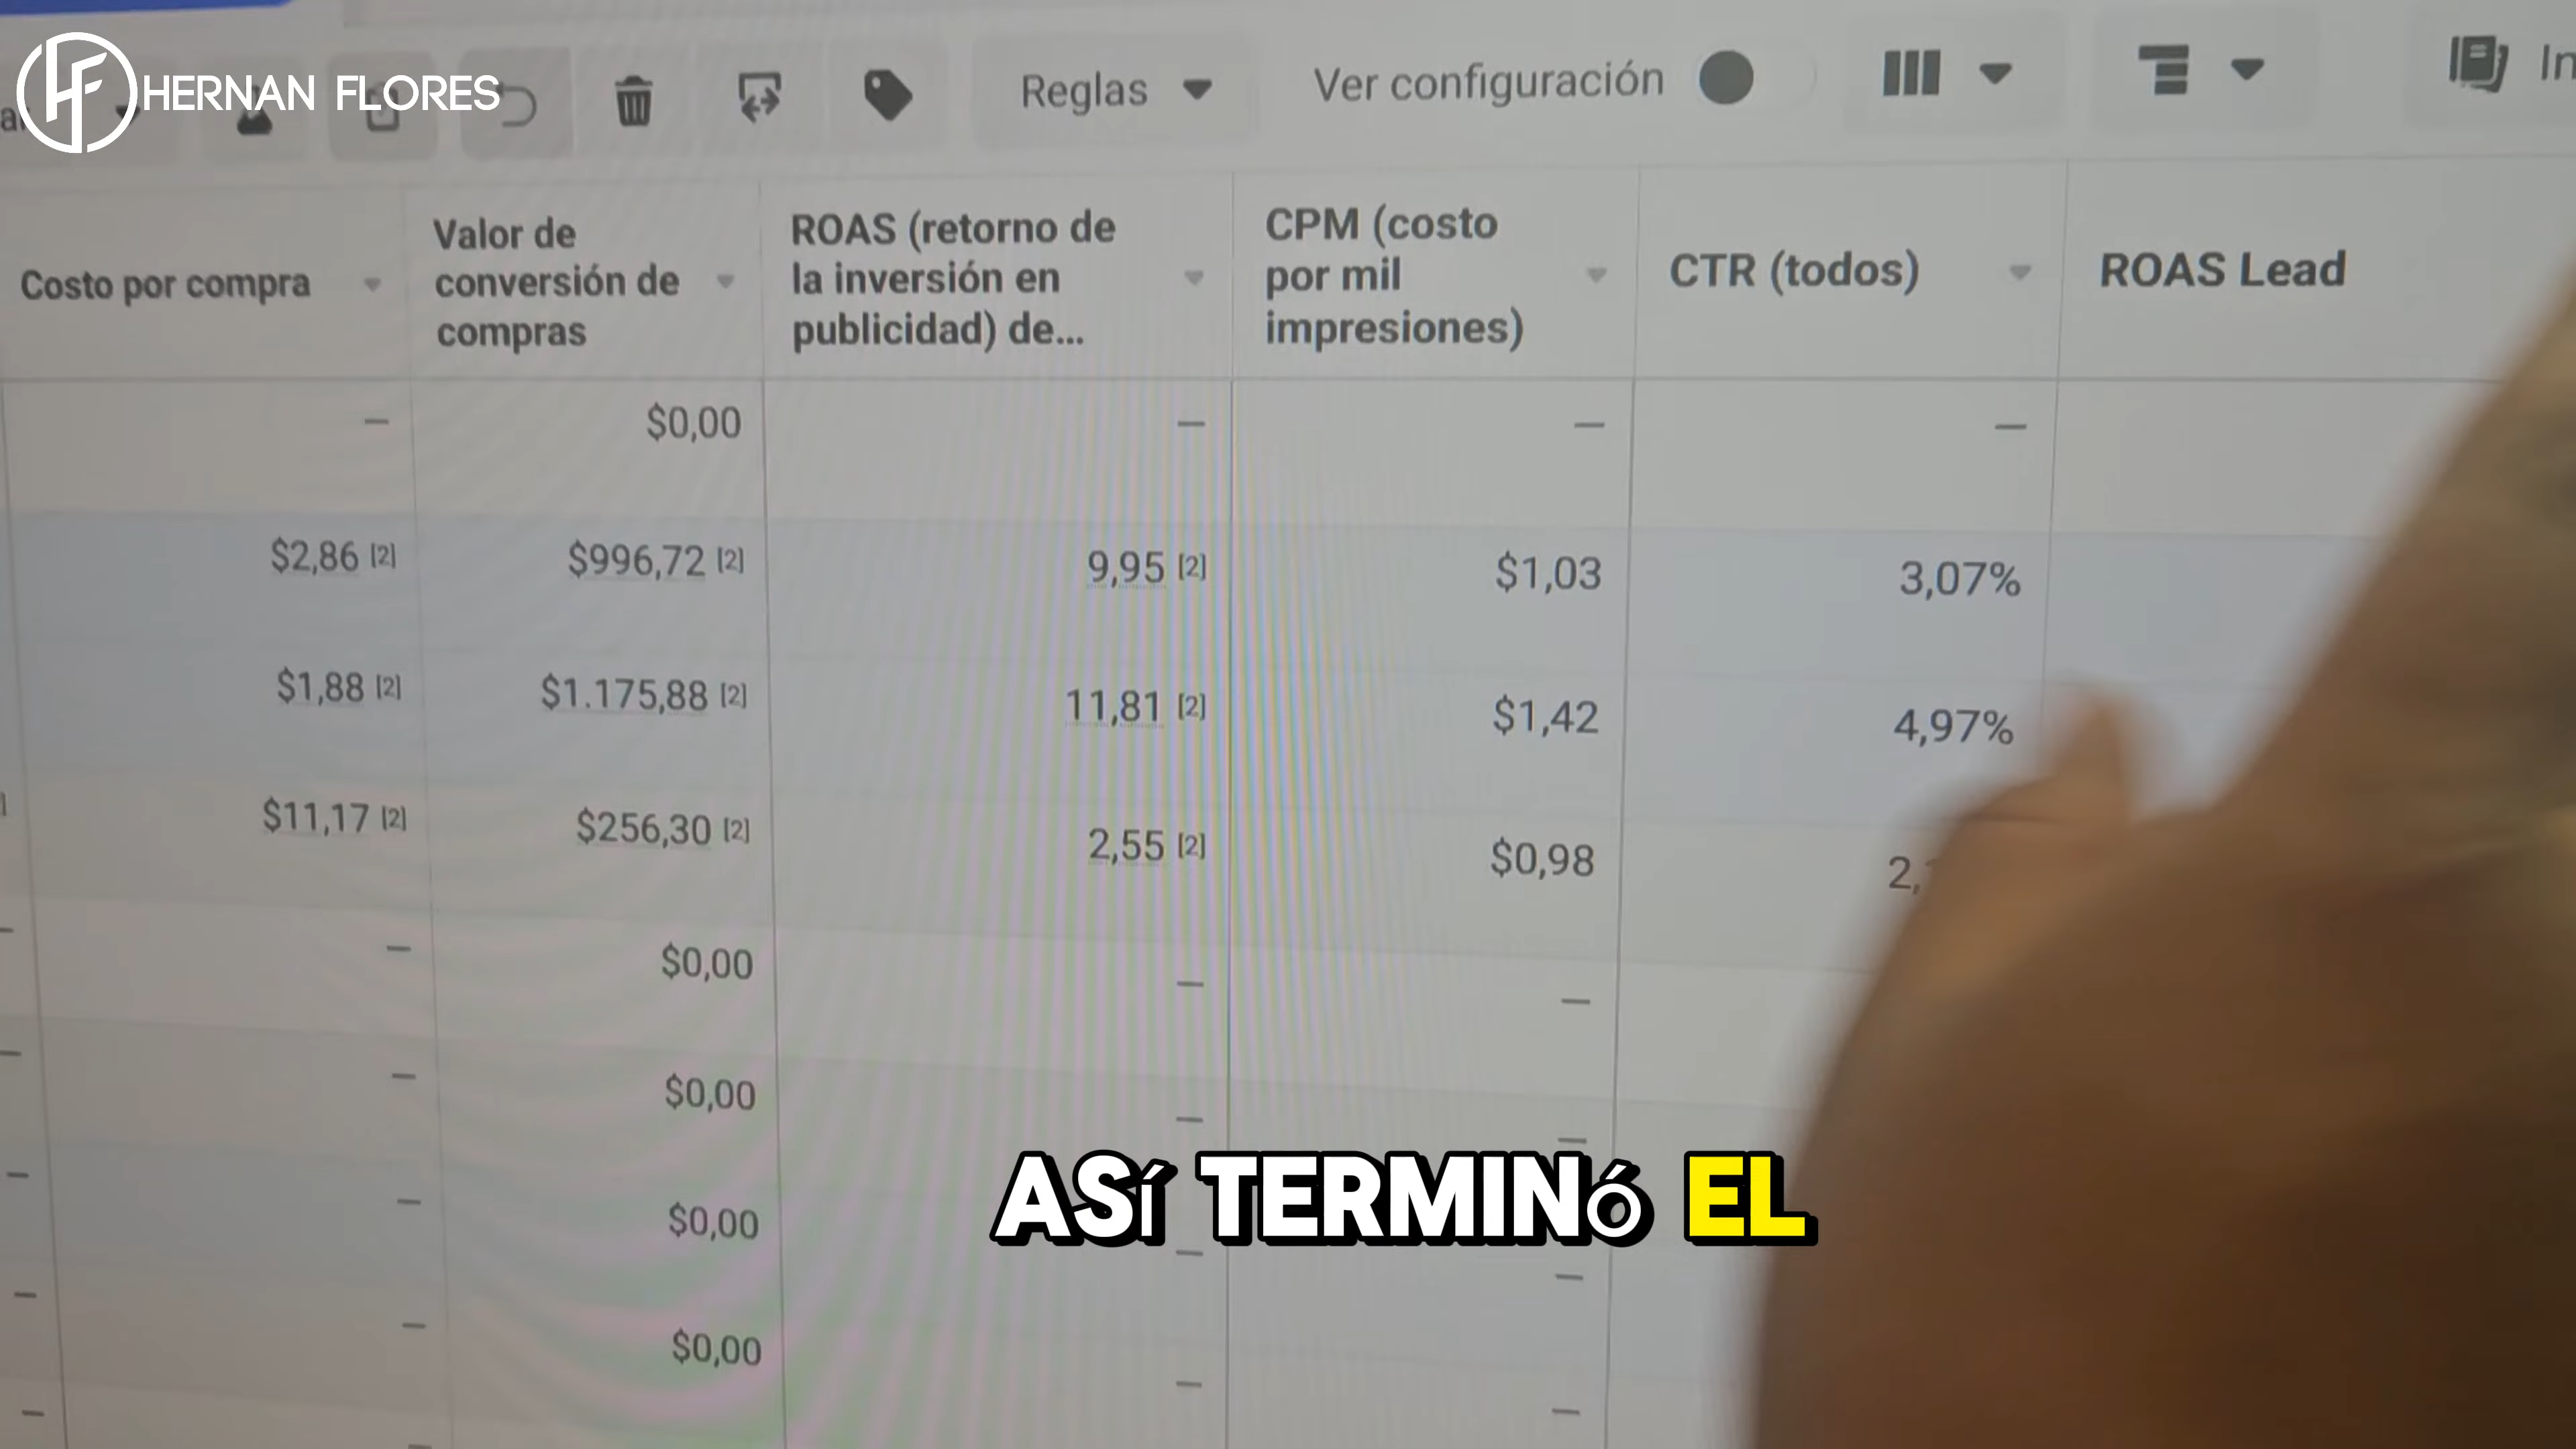 HERNAN FLORES
Reglas
Ver configuración
Costo por compra
Valor de
conversión de
compras
ROAS (retorno de
la inversión en
publicidad) de...
CPM (costo
por mil
impresiones)
CTR (todos)
ROAS Lead
— $0,00 — — —
$2,86 [2] $996,72 [2] 9,95 [2] $1,03 3,07%
$1,88 [2] $1.175,88 [2] 11,81 [2] $1,42 4,97%
$11,17 [2] $256,30 [2] 2,55 [2] $0,98
— — $0,00 — —
— — $0,00 — —
— — $0,00 — —
— — $0,00 — —
ASÍ TERMINÓ EL